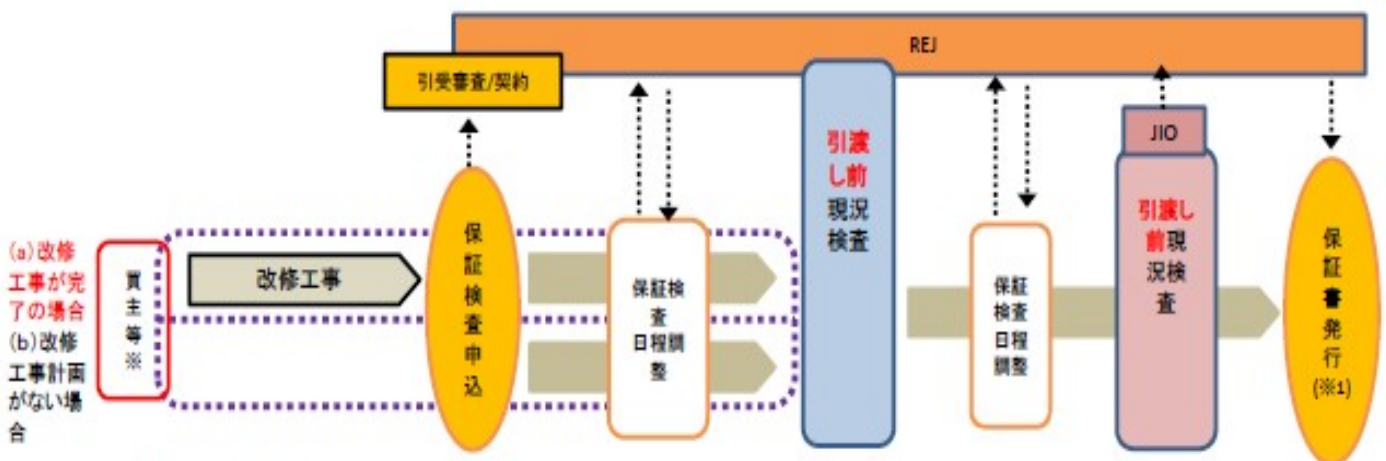 REJ
引受審査/契約
JIO
引渡
し前
現況
検査
引渡し
前現
況検
査
(a)改修
工事が完
了の場合
(b)改修
工事計画
がない場
合
買
主
等
※
改修工事
保
証
検
査
申
込
保証検
査
日程調
整
保証
検査
日程
調整
保
証
書
発
行
(※1)